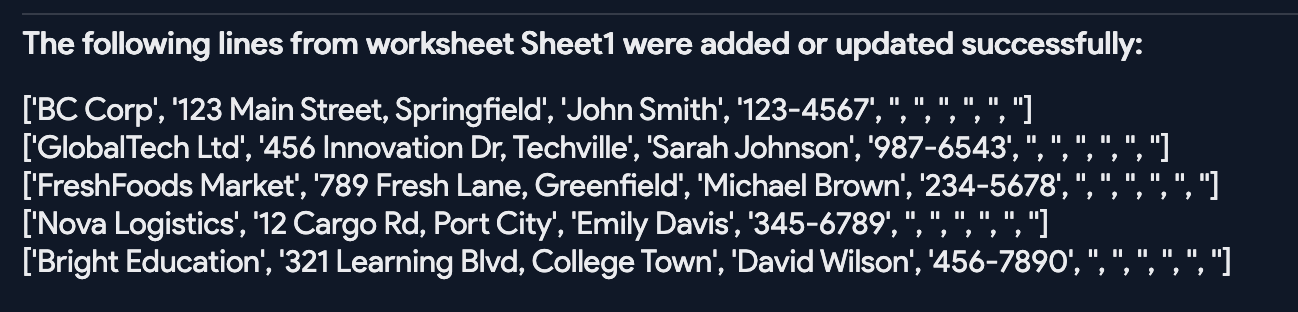 The following lines from worksheet Sheet1 were added or updated successfully:
['BC Corp', '123 Main Street, Springfield', 'John Smith', '123-4567', '', '', '', '', '', '']
['GlobalTech Ltd', '456 Innovation Dr, Techville', 'Sarah Johnson', '987-6543', '', '', '', '', '', '']
['FreshFoods Market', '789 Fresh Lane, Greenfield', 'Michael Brown', '234-5678', '', '', '', '', '', '']
['Nova Logistics', '12 Cargo Rd, Port City', 'Emily Davis', '345-6789', '', '', '', '', '', '']
['Bright Education', '321 Learning Blvd, College Town', 'David Wilson', '456-7890', '', '', '', '', '', '']